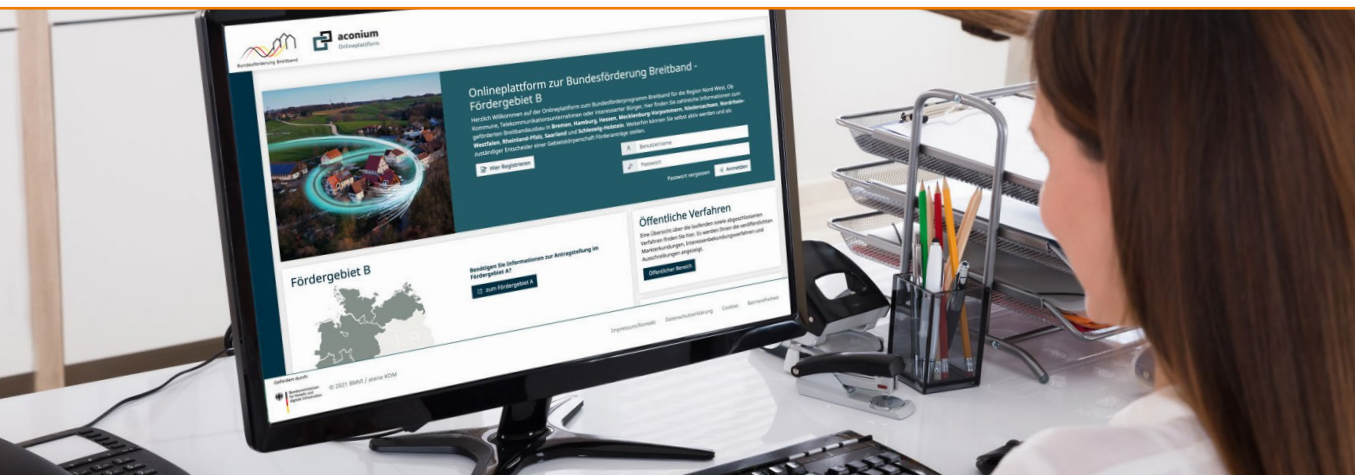 Bundesförderung Breitband
aconium
Onlineplattform
Onlineplattform zur Bundesförderung Breitband -
Fördergebiet B
Herzlich Willkommen auf der Onlineplattform zum Bundesförderprogramm Breitband für die Region Nord West. Ob
Kommune, Telekommunikationsunternehmen oder interessierter Bürger, hier finden Sie zahlreiche Informationen zum
geförderten Breitbandausbau in Bremen, Hamburg, Hessen, Mecklenburg-Vorpommern, Niedersachsen, Nordrhein-
Westfalen, Rheinland-Pfalz, Saarland und Schleswig-Holstein. Weiterhin können Sie selbst aktiv werden und als
zuständiger Entscheider einer Gebietskörperschaft Förderanträge stellen.
Hier Registrieren
Benutzername
Passwort
Passwort vergessen
Anmelden
Fördergebiet B
Benötigen Sie Informationen zur Antragstellung im
Fördergebiet A?
zum Fördergebiet A
Öffentliche Verfahren
Eine Übersicht über die laufenden sowie abgeschlossenen
Verfahren finden Sie hier. Es werden Ihnen die veröffentlichten
Markterkundungen, Interessenbekundungsverfahren und
Ausschreibungen angezeigt.
Öffentlicher Bereich
Impressum/Kontakt
Datenschutzerklärung
Cookies
Barrierefreiheit
Gefördert durch:
Bundesministerium
für Verkehr und
digitale Infrastruktur
© 2021 BMVI / atene KOM